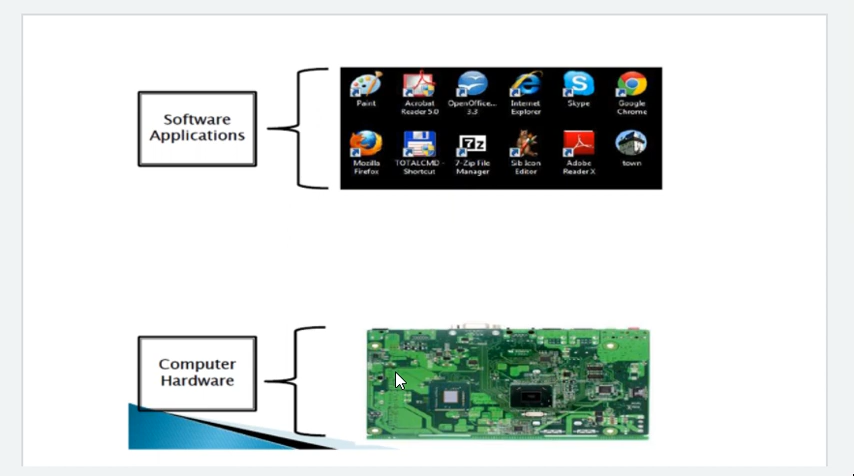 Software
Applications
Paint
Acrobat
Reader 5.0
OpenOffice...
3.3
Internet
Explorer
Skype
Google
Chrome
Mozilla
Firefox
TOTALCMD -
Shortcut
7-Zip File
Manager
Sib Icon
Editor
Adobe
Reader X
town
Computer
Hardware